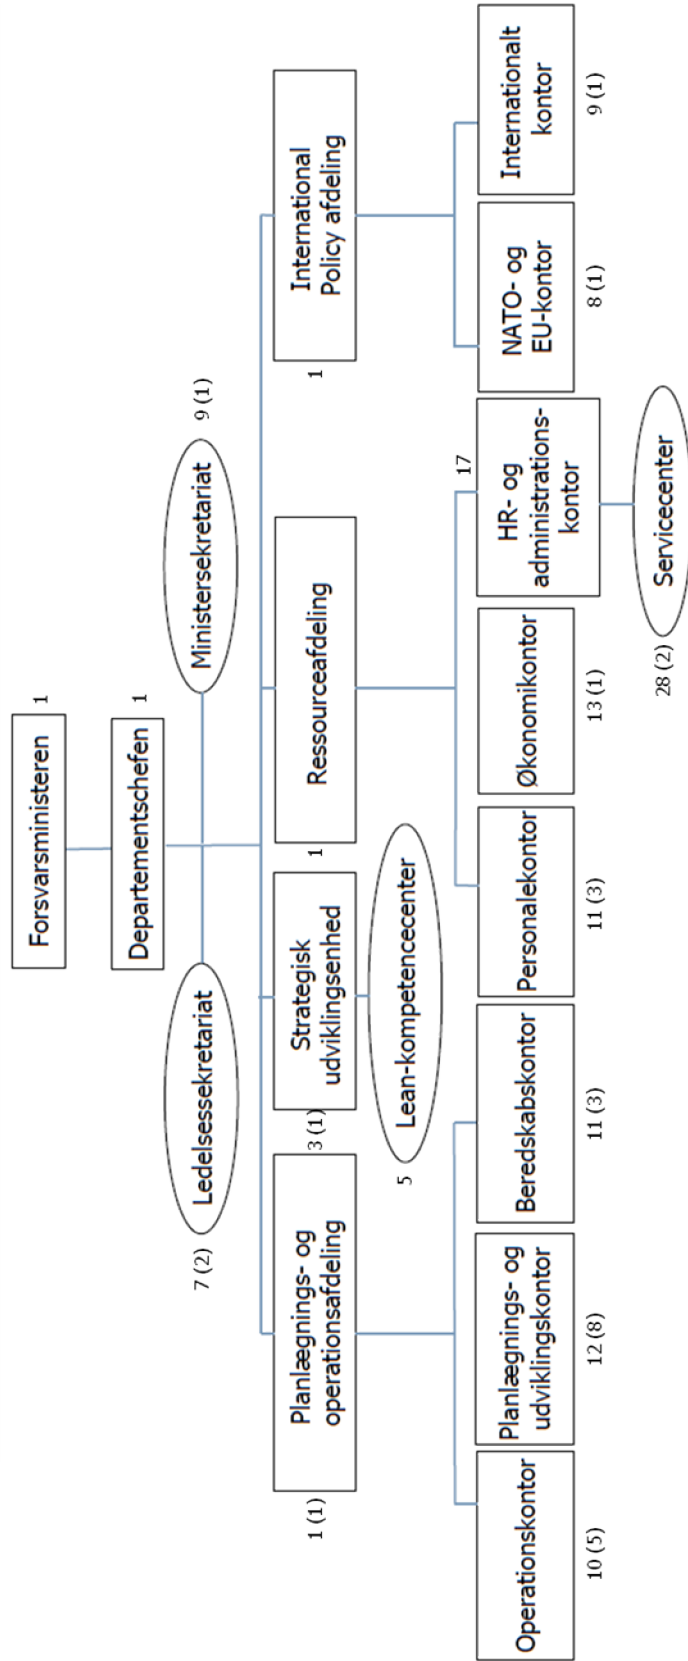 Forsvarsministeren
1
Departementschefen
1
Ledelsessekretariat
7 (2)
Ministersekretariat
9 (1)
Planlægnings- og
operationsafdeling
1 (1)
Strategisk
udviklingsenhed
3 (1)
Ressourceafdeling
1
International
Policy afdeling
1
Lean-kompetencecenter
5
Operationskontor
10 (5)
Planlægnings- og
udviklingskontor
12 (8)
Beredskabskontor
11 (3)
Personalekontor
11 (3)
Økonomikontor
13 (1)
HR- og
administrations-
kontor
17
NATO- og
EU-kontor
8 (1)
Internationalt
kontor
9 (1)
Servicecenter
28 (2)